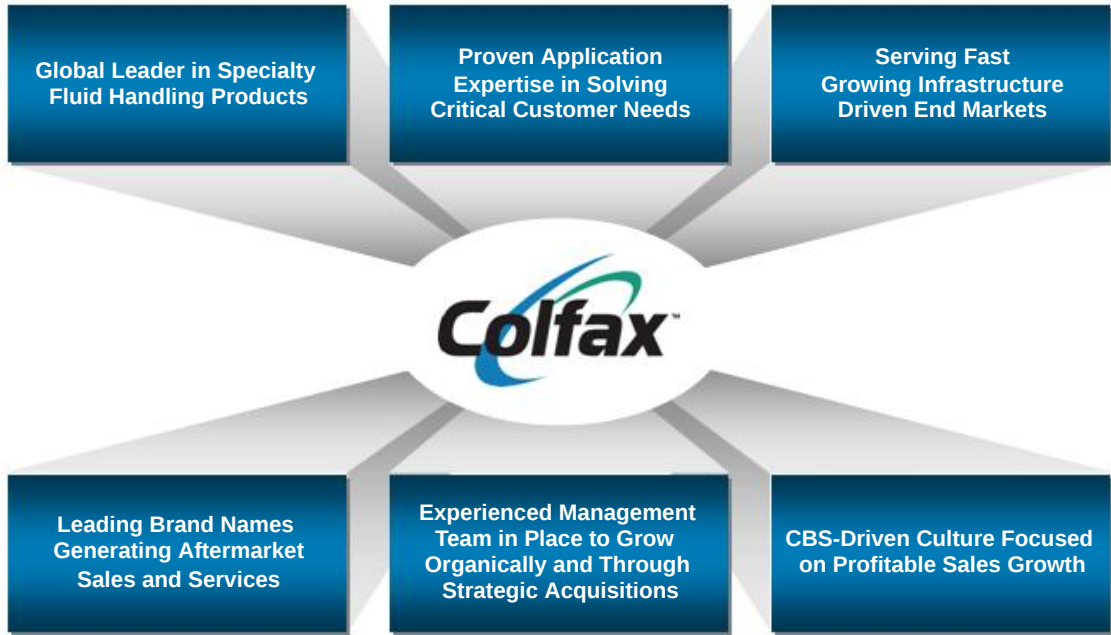 Global Leader in Specialty
Fluid Handling Products
Proven Application
Expertise in Solving
Critical Customer Needs
Serving Fast
Growing Infrastructure
Driven End Markets
Colfax™
Leading Brand Names
Generating Aftermarket
Sales and Services
Experienced Management
Team in Place to Grow
Organically and Through
Strategic Acquisitions
CBS-Driven Culture Focused
on Profitable Sales Growth